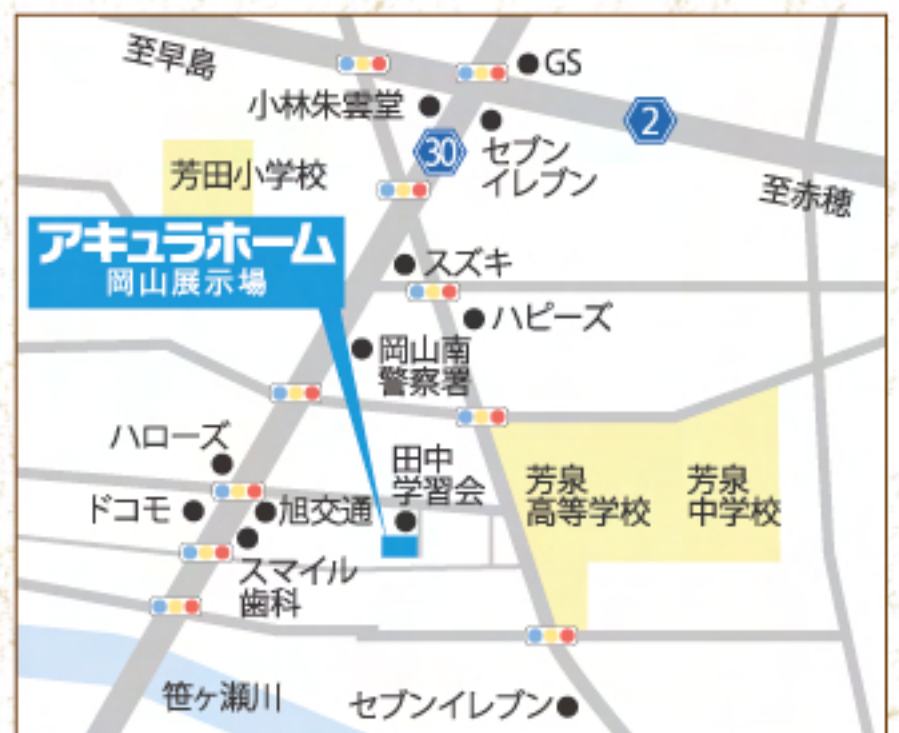 至早島
GS
小林朱雲堂
2
30
セブン
イレブン
芳田小学校
至赤穂
アキュラホーム
岡山展示場
スズキ
ハピーズ
岡山南
警察署
ハローズ
田中
学習会
芳泉
高等学校
芳泉
中学校
ドコモ
旭交通
スマイル
歯科
笹ヶ瀬川
セブンイレブン